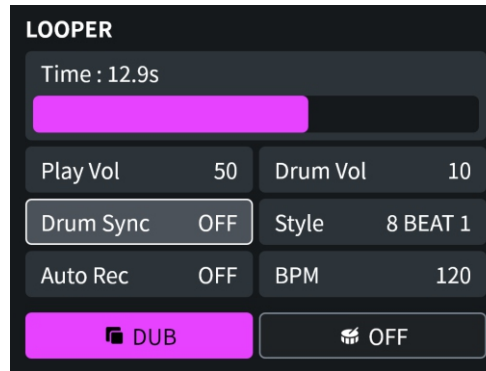 LOOPER
Time : 12.9s
Play Vol 50 Drum Vol 10
Drum Sync OFF Style 8 BEAT 1
Auto Rec OFF BPM 120
DUB OFF